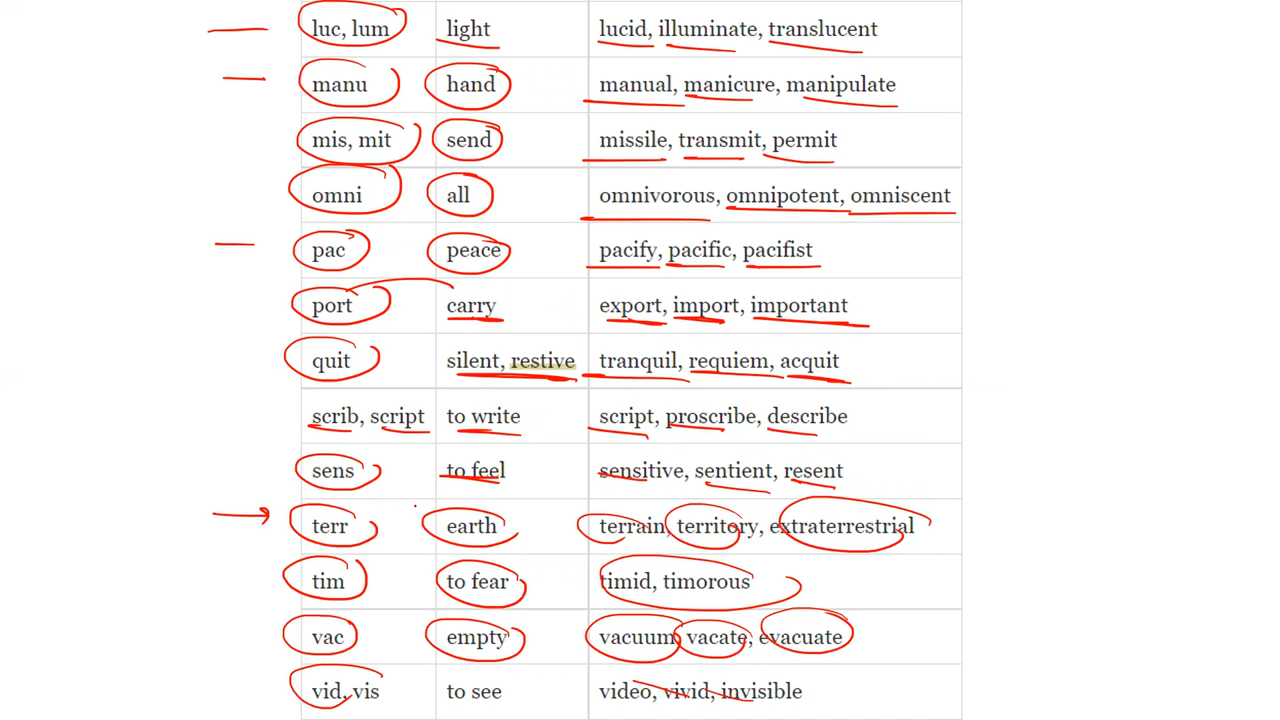 luc, lum light lucid, illuminate, translucent
manu hand manual, manicure, manipulate
mis, mit send missile, transmit, permit
omni all omnivorous, omnipotent, omniscent
pac peace pacify, pacific, pacifist
port carry export, import, important
quit silent, restive tranquil, requiem, acquit
scrib, script to write script, proscribe, describe
sens to feel sensitive, sentient, resent
terr earth terrain, territory, extraterrestrial
tim to fear timid, timorous
vac empty vacuum, vacate, evacuate
vid, vis to see video, vivid, invisible